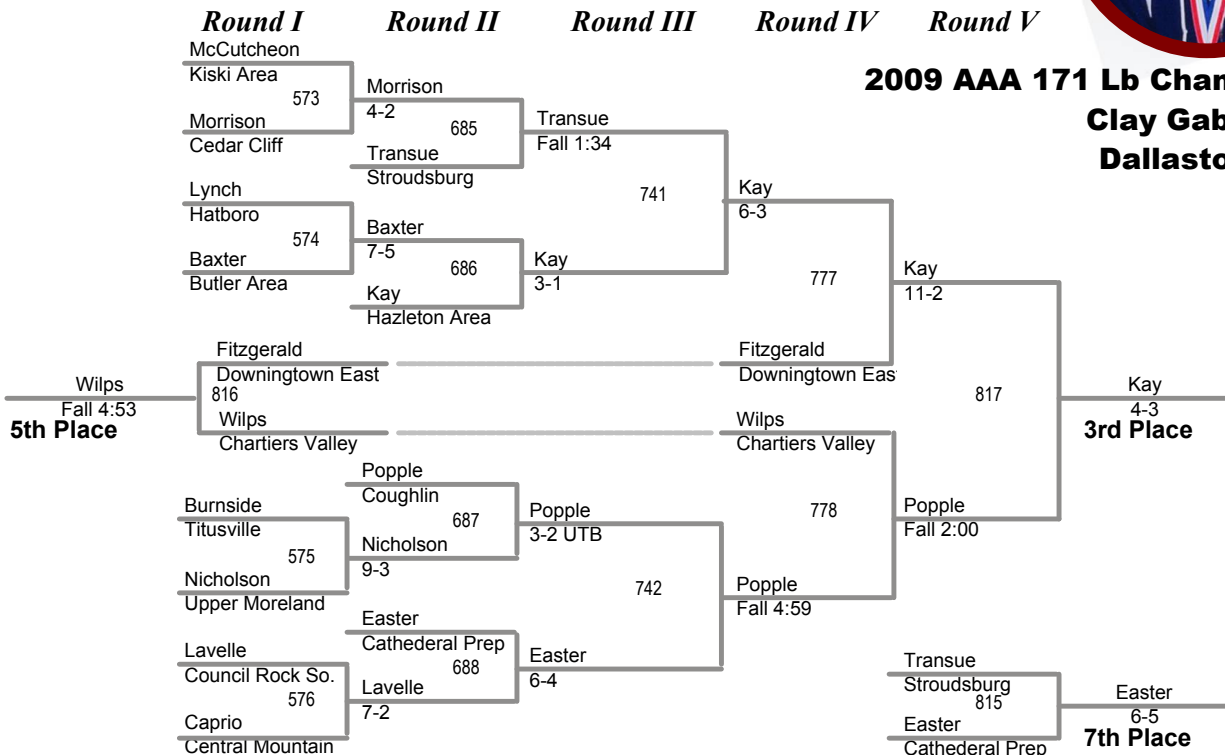 Round I Round II Round III Round IV Round V
McCutcheon
Kiski Area
573
Morrison
Cedar Cliff
Morrison
4-2
685
Transue
Stroudsburg
Transue
Fall 1:34
Lynch
Hatboro
574
Baxter
Butler Area
Baxter
7-5
686
Kay
Hazleton Area
Kay
3-1
741
Kay
6-3
777
Kay
11-2
2009 AAA 171 Lb Cham
Clay Gab
Dallasto
Fitzgerald
Downingtown East
816
Wilps
Chartiers Valley
Wilps
Fall 4:53
5th Place
Fitzgerald
Downingtown Eas
Wilps
Chartiers Valley
817
Kay
4-3
3rd Place
Popple
Coughlin
687
Burnside
Titusville
575
Nicholson
Upper Moreland
Nicholson
9-3
Popple
3-2 UTB
742
778
Popple
Fall 2:00
Popple
Fall 4:59
Easter
Cathederal Prep
688
Lavelle
Council Rock So.
576
Caprio
Central Mountain
Lavelle
7-2
Easter
6-4
Transue
Stroudsburg
815
Easter
Cathederal Prep
Easter
6-5
7th Place